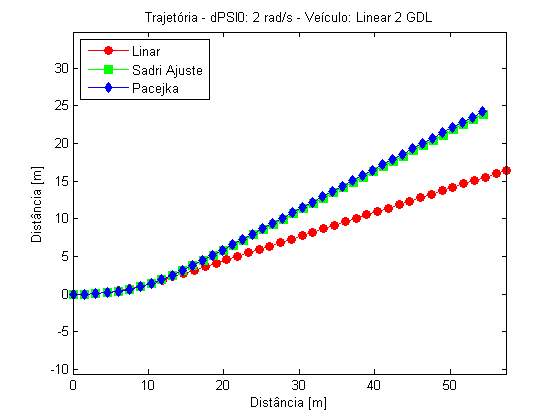 Trajetória - dPSI0: 2 rad/s - Veículo: Linear 2 GDL
Linar
Sadri Ajuste
Pacejka
30
25
20
15
10
5
0
-5
-10
Distância [m]
0
10
20
30
40
50
Distância [m]